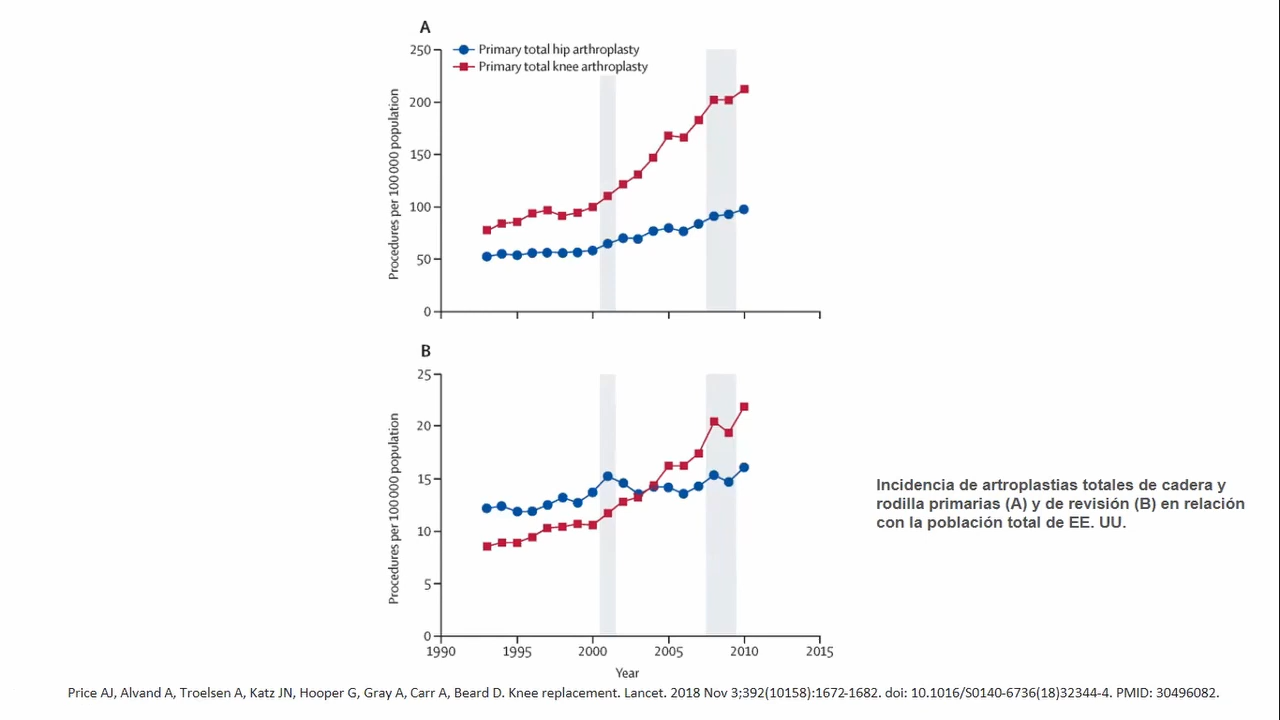 A
Primary total hip arthroplasty
Primary total knee arthroplasty
Procedures per 100 000 population
250
200
150
100
50
0
B
Procedures per 100 000 population
25
20
15
10
5
0
1990 1995 2000 2005 2010 2015
Year
Incidencia de artroplastias totales de cadera y
rodilla primarias (A) y de revisión (B) en relación
con la población total de EE. UU.
Price AJ, Alvand A, Troelsen A, Katz JN, Hooper G, Gray A, Carr A, Beard D. Knee replacement. Lancet. 2018 Nov 3;392(10158):1672-1682. doi: 10.1016/S0140-6736(18)32344-4. PMID: 30496082.